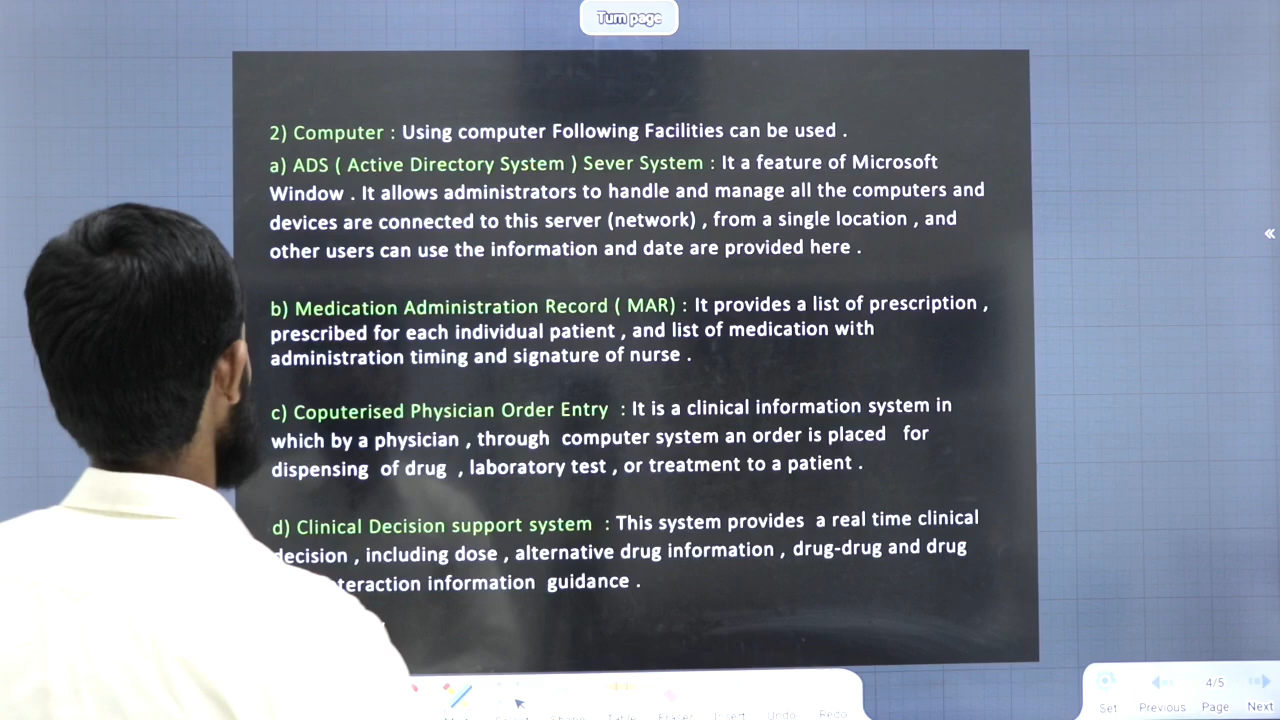 Turn page
2) Computer : Using computer Following Facilities can be used .
a) ADS ( Active Directory System ) Sever System : It a feature of Microsoft
Window . It allows administrators to handle and manage all the computers and
devices are connected to this server (network) , from a single location , and
other users can use the information and date are provided here .
b) Medication Administration Record ( MAR) : It provides a list of prescription ,
prescribed for each individual patient , and list of medication with
administration timing and signature of nurse .
c) Coputerised Physician Order Entry : It is a clinical information system in
which by a physician , through computer system an order is placed for
dispensing of drug , laboratory test , or treatment to a patient .
d) Clinical Decision support system : This system provides a real time clinical
decision , including dose , alternative drug information , drug-drug and drug
information guidance .
Select Shape Table Eraser Insert Undo Redo
Set Previous 4/5 Page Next